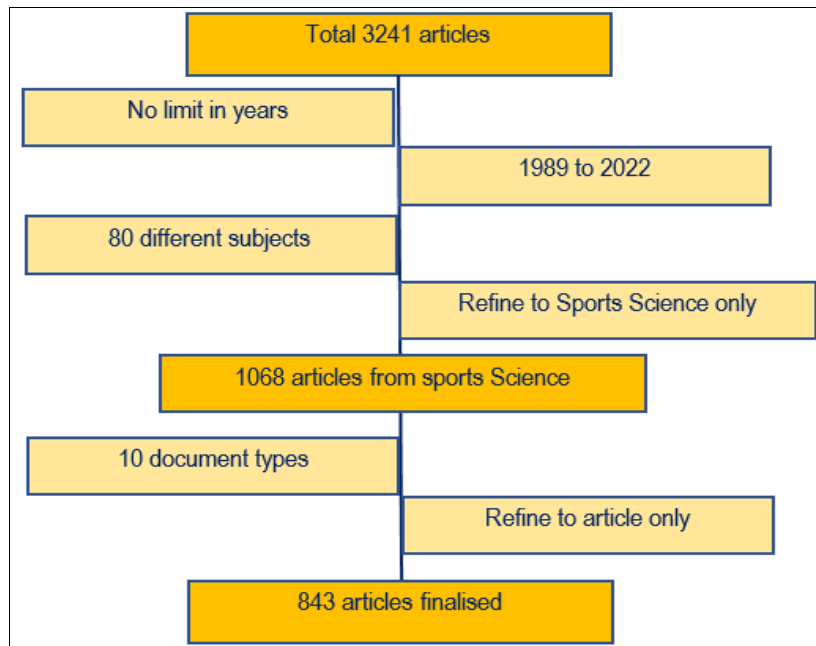 Total 3241 articles
No limit in years
1989 to 2022
80 different subjects
Refine to Sports Science only
1068 articles from sports Science
10 document types
Refine to article only
843 articles finalised